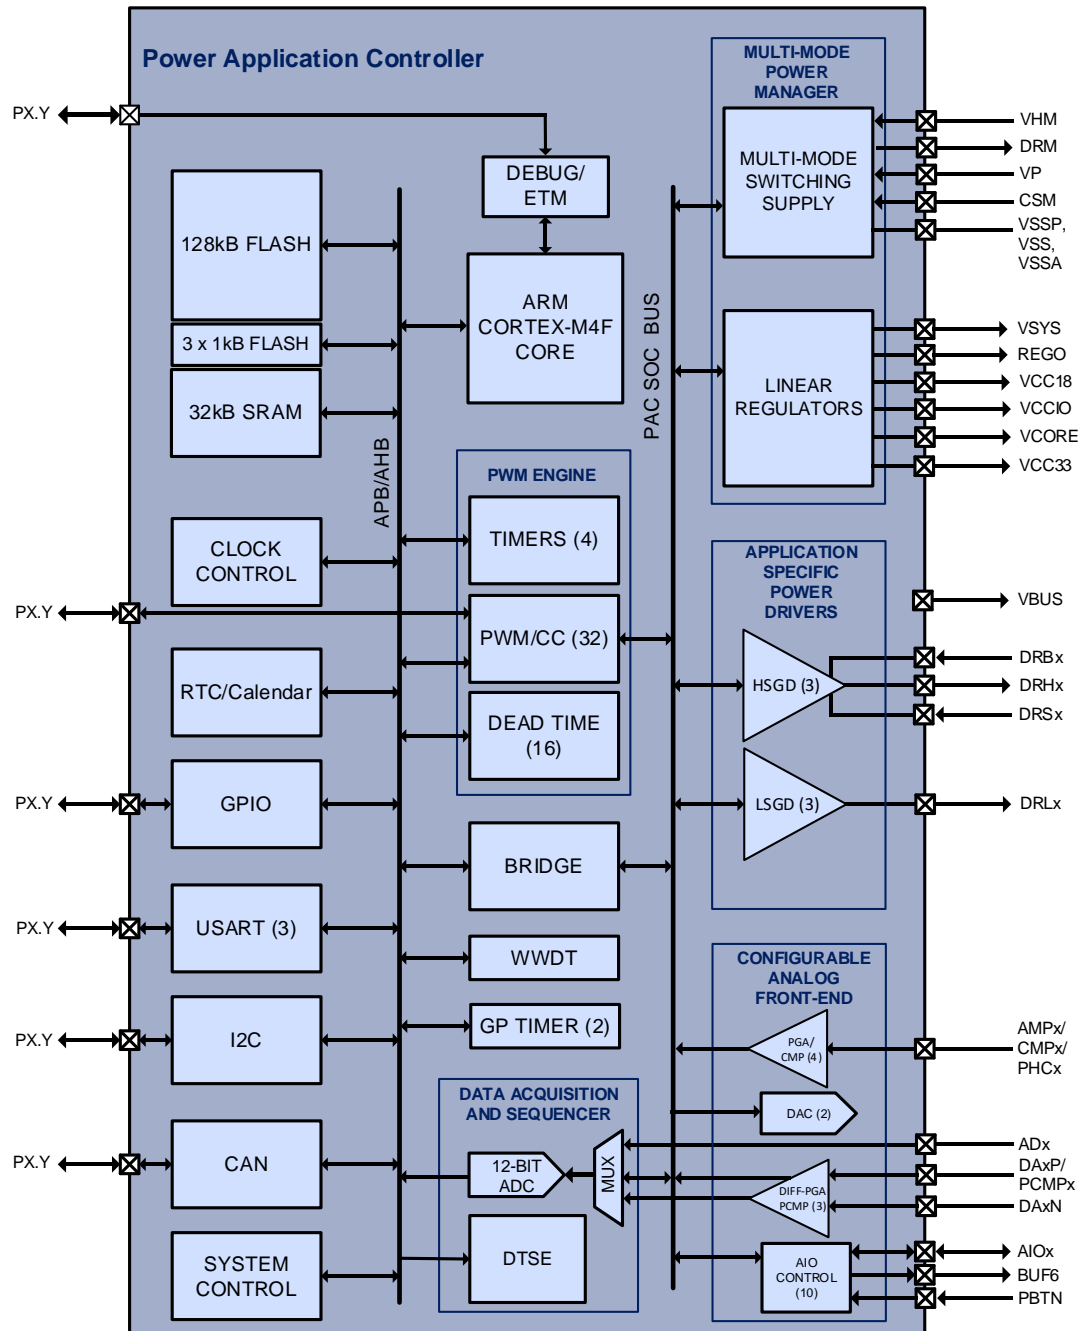 Power Application Controller
PX.Y
DEBUG/
ETM
128kB FLASH
3 x 1kB FLASH
32kB SRAM
ARM
CORTEX-M4F
CORE
APB/AHB
PAC SOC BUS
CLOCK
CONTROL
PX.Y
RTC/Calendar
PX.Y
GPIO
PX.Y
USART (3)
PX.Y
I2C
PX.Y
CAN
SYSTEM
CONTROL
PWM ENGINE
TIMERS (4)
PWM/CC (32)
DEAD TIME
(16)
BRIDGE
WWDT
GP TIMER (2)
DATA ACQUISITION
AND SEQUENCER
12-BIT
ADC
MUX
DTSE
MULTI-MODE
POWER
MANAGER
MULTI-MODE
SWITCHING
SUPPLY
LINEAR
REGULATORS
VHM
DRM
VP
CSM
VSSP,
VSS,
VSSA
VSYS
REGO
VCC18
VCCIO
VCORE
VCC33
APPLICATION
SPECIFIC
POWER
DRIVERS
HSGD (3)
LSGD (3)
VBUS
DRBx
DRHx
DRSx
DRLx
CONFIGURABLE
ANALOG
FRONT-END
PGA/
CMP (4)
DAC (2)
DIFF-PGA
PCMP (3)
AIO
CONTROL
(10)
AMPx/
CMPx/
PHCx
ADx
DAxP/
PCMPx
DAxN
AIOx
BUF6
PBTN